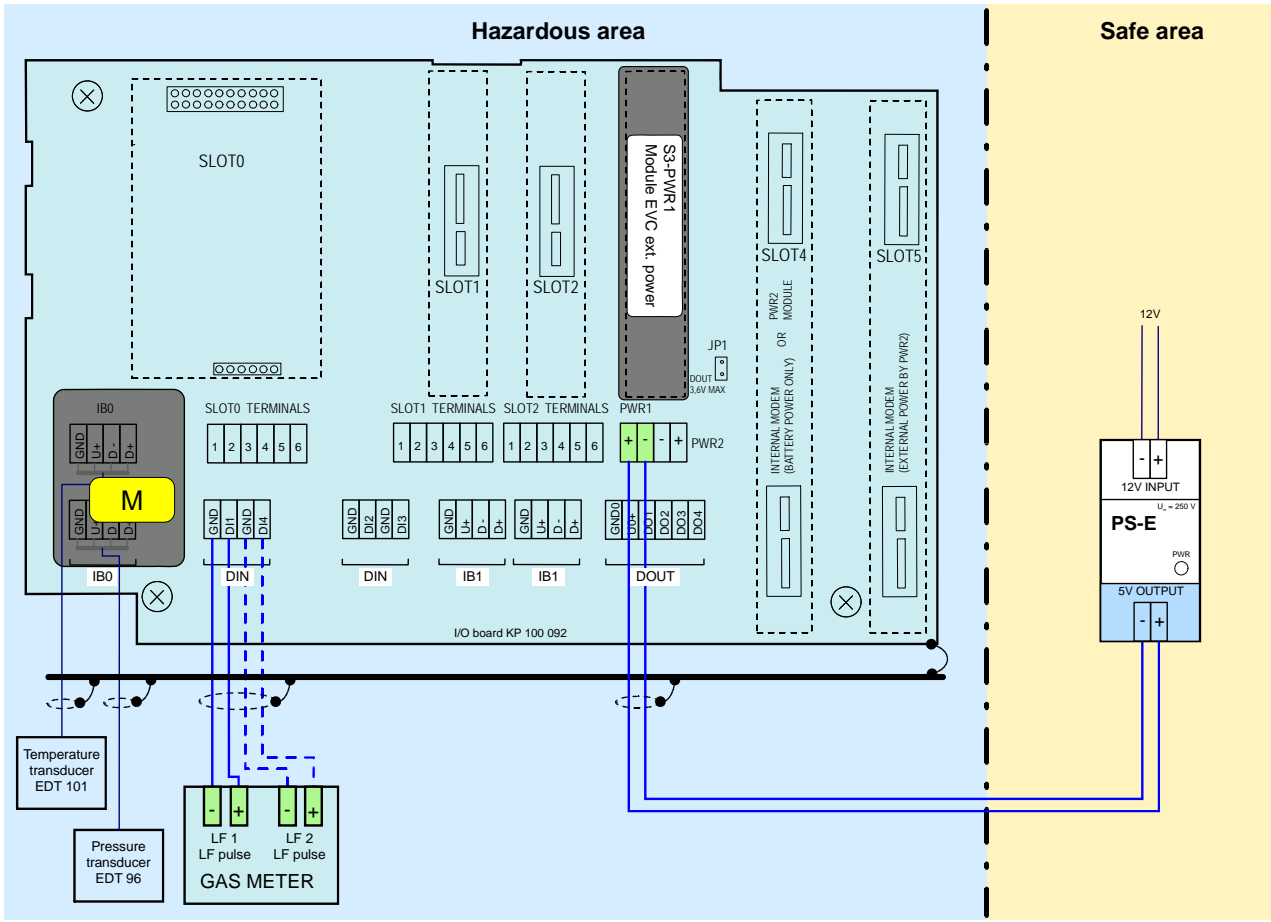 Hazardous area
Safe area
SLOT0
SLOT1
SLOT2
S3-PWR1
Module EVC ext. power
SLOT4
SLOT5
JP1
DOUT
3,6V MAX
INTERNAL MODEM
(BATTERY POWER ONLY)
OR
PWR2
MODULE
INTERNAL MODEM
(EXTERNAL POWER BY PWR2)
IB0
GND U+ D- D+
SLOT0 TERMINALS
1 2 3 4 5 6
SLOT1 TERMINALS
1 2 3 4 5 6
SLOT2 TERMINALS
1 2 3 4 5 6
PWR1
+ - - +
PWR2
M
GND U+ D- D-
IB0
GND DI1 GND DI4
DIN
GND DI2 GND DI3
DIN
GND U+ D- D+
IB1
GND U+ D- D+
IB1
GND0 U0+ DO1 DO2 DO3 DO4
DOUT
I/O board KP 100 092
12V
- +
12V INPUT
U_ = 250 V
PS-E
PWR
5V OUTPUT
- +
Temperature
transducer
EDT 101
Pressure
transducer
EDT 96
- + - +
LF 1 LF 2
LF pulse LF pulse
GAS METER